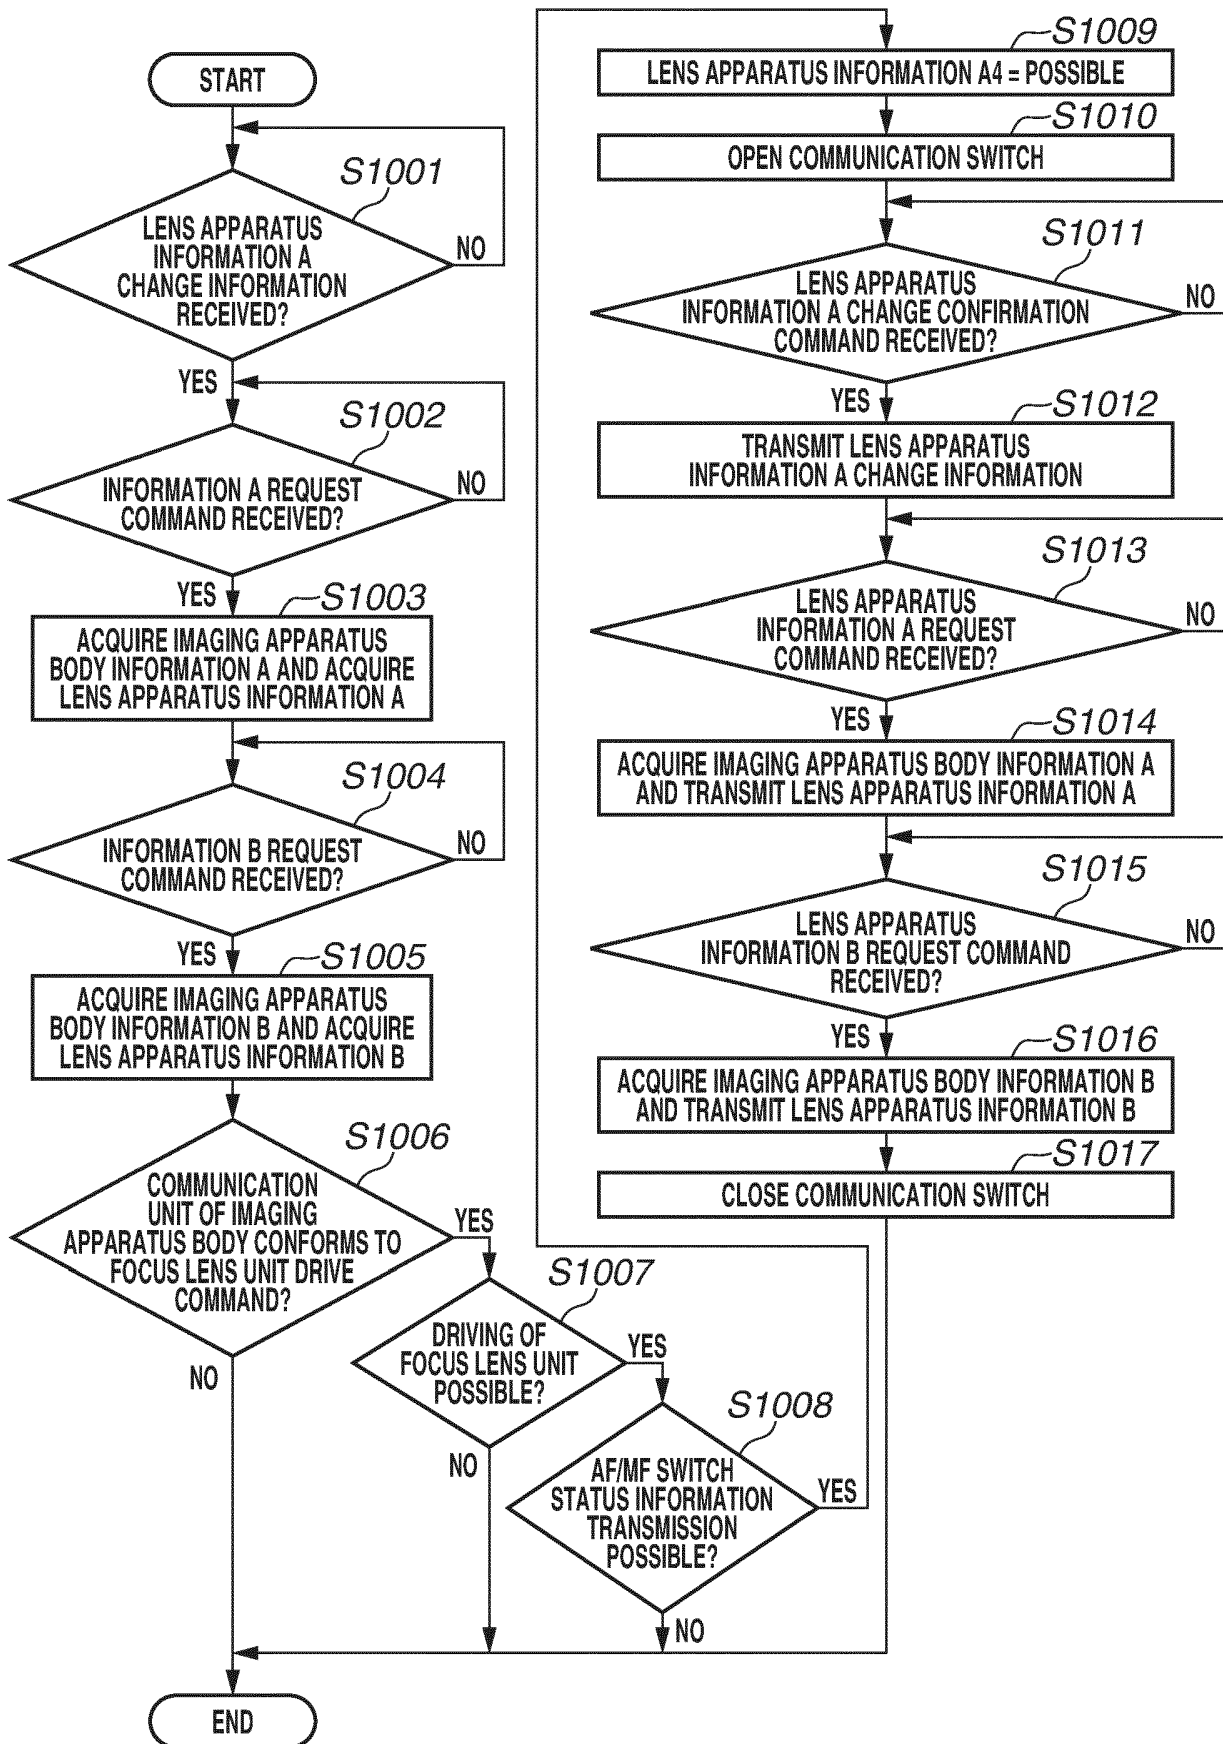 START
S1001
LENS APPARATUS
INFORMATION A
CHANGE INFORMATION
RECEIVED?
NO
YES
S1002
INFORMATION A REQUEST
COMMAND RECEIVED?
NO
YES
S1003
ACQUIRE IMAGING APPARATUS
BODY INFORMATION A AND ACQUIRE
LENS APPARATUS INFORMATION A
S1004
INFORMATION B REQUEST
COMMAND RECEIVED?
NO
YES
S1005
ACQUIRE IMAGING APPARATUS
BODY INFORMATION B AND ACQUIRE
LENS APPARATUS INFORMATION B
S1006
COMMUNICATION
UNIT OF IMAGING
APPARATUS BODY CONFORMS TO
FOCUS LENS UNIT DRIVE
COMMAND?
YES
NO
S1007
DRIVING OF
FOCUS LENS UNIT
POSSIBLE?
YES
NO
S1008
AF/MF SWITCH
STATUS INFORMATION
TRANSMISSION
POSSIBLE?
YES
NO
S1009
LENS APPARATUS INFORMATION A4 = POSSIBLE
S1010
OPEN COMMUNICATION SWITCH
S1011
LENS APPARATUS
INFORMATION A CHANGE CONFIRMATION
COMMAND RECEIVED?
NO
YES
S1012
TRANSMIT LENS APPARATUS
INFORMATION A CHANGE INFORMATION
S1013
LENS APPARATUS
INFORMATION A REQUEST
COMMAND RECEIVED?
NO
YES
S1014
ACQUIRE IMAGING APPARATUS BODY INFORMATION A
AND TRANSMIT LENS APPARATUS INFORMATION A
S1015
LENS APPARATUS
INFORMATION B REQUEST COMMAND
RECEIVED?
NO
YES
S1016
ACQUIRE IMAGING APPARATUS BODY INFORMATION B
AND TRANSMIT LENS APPARATUS INFORMATION B
S1017
CLOSE COMMUNICATION SWITCH
END